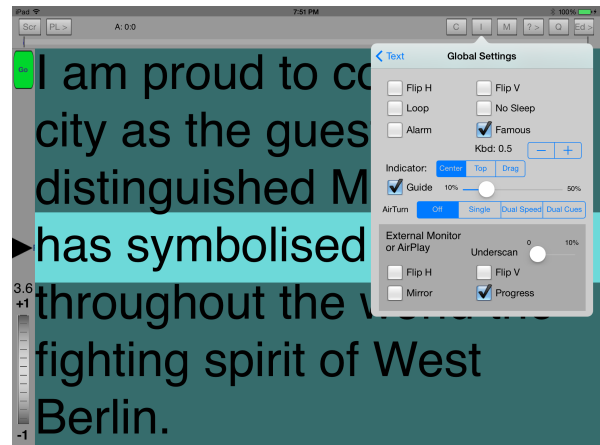 iPad 7:51 PM 100%
Scr PL > A: 0:0 C I M ? > Q Ed >
Go
I am proud to co
city as the gues
distinguished M
has symbolised
throughout the world the
fighting spirit of West
Berlin.
3.6
+1
-1
Text Global Settings
Flip H Flip V
Loop No Sleep
Alarm Famous
Kbd: 0.5 − +
Indicator: Center Top Drag
Guide 10% 50%
AirTurn Off Single Dual Speed Dual Cues
External Monitor
or AirPlay
Underscan 0 10%
Flip H Flip V
Mirror Progress